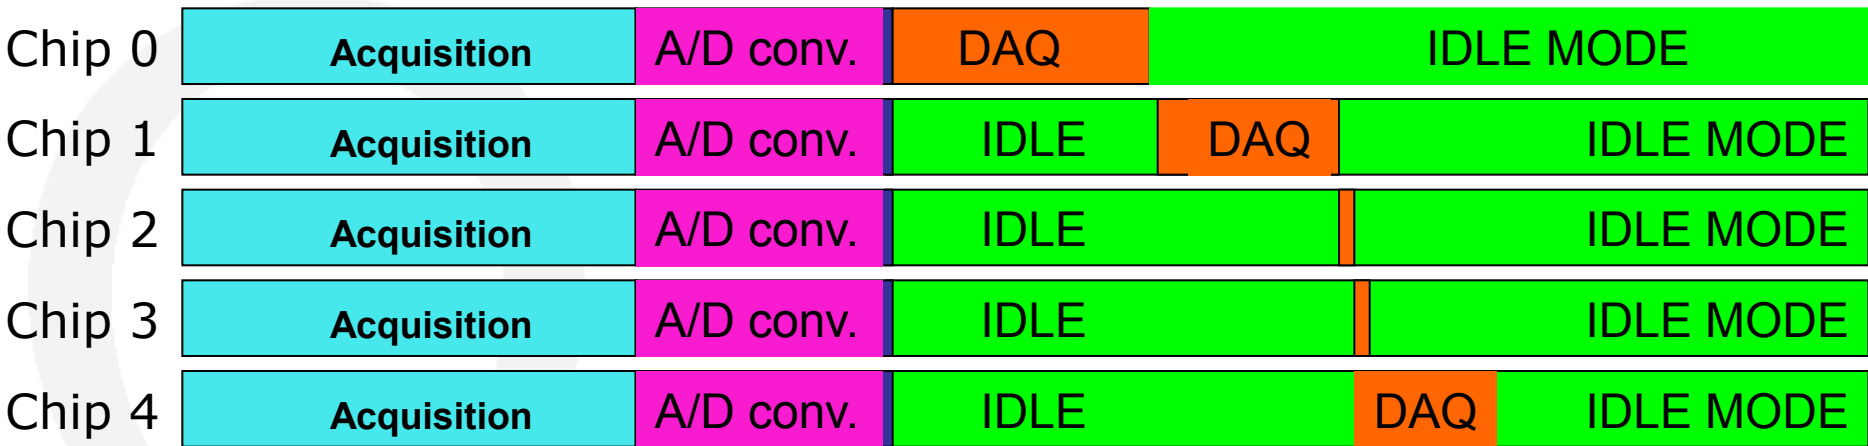 Chip 0 Acquisition A/D conv. DAQ IDLE MODE
Chip 1 Acquisition A/D conv. IDLE DAQ IDLE MODE
Chip 2 Acquisition A/D conv. IDLE IDLE MODE
Chip 3 Acquisition A/D conv. IDLE IDLE MODE
Chip 4 Acquisition A/D conv. IDLE DAQ IDLE MODE